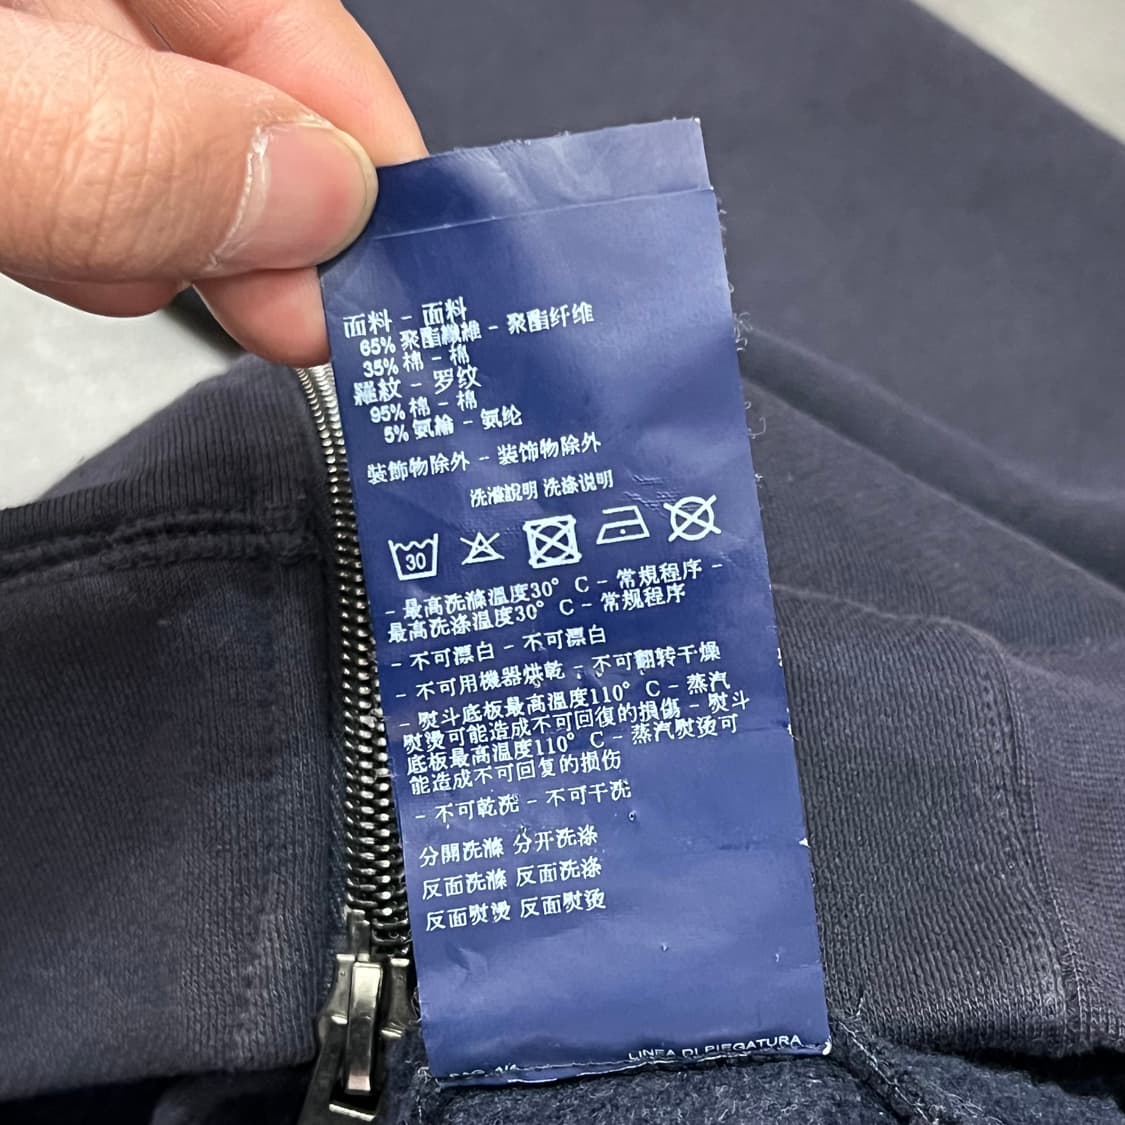 面料 - 面料
65% 聚酯纖維 - 聚酯纤维
35% 棉 - 棉
羅紋 - 罗纹
95% 棉 - 棉
5% 氨綸 - 氨纶
裝飾物除外 - 装饰物除外
洗滌說明 洗涤说明
30
- 最高洗滌溫度30° C - 常規程序 -
最高洗涤温度30° C - 常规程序
- 不可漂白 - 不可漂白
- 不可用機器烘乾 - 不可翻转干燥
- 熨斗底板最高溫度110° C - 蒸汽
熨燙可能造成不可回復的損傷 - 熨斗
底板最高温度110° C - 蒸汽熨烫可
能造成不可回复的损伤
- 不可乾洗 - 不可干洗
分開洗滌 分开洗涤
反面洗滌 反面洗涤
反面熨燙 反面熨烫
LINEA DI PIEGATURA